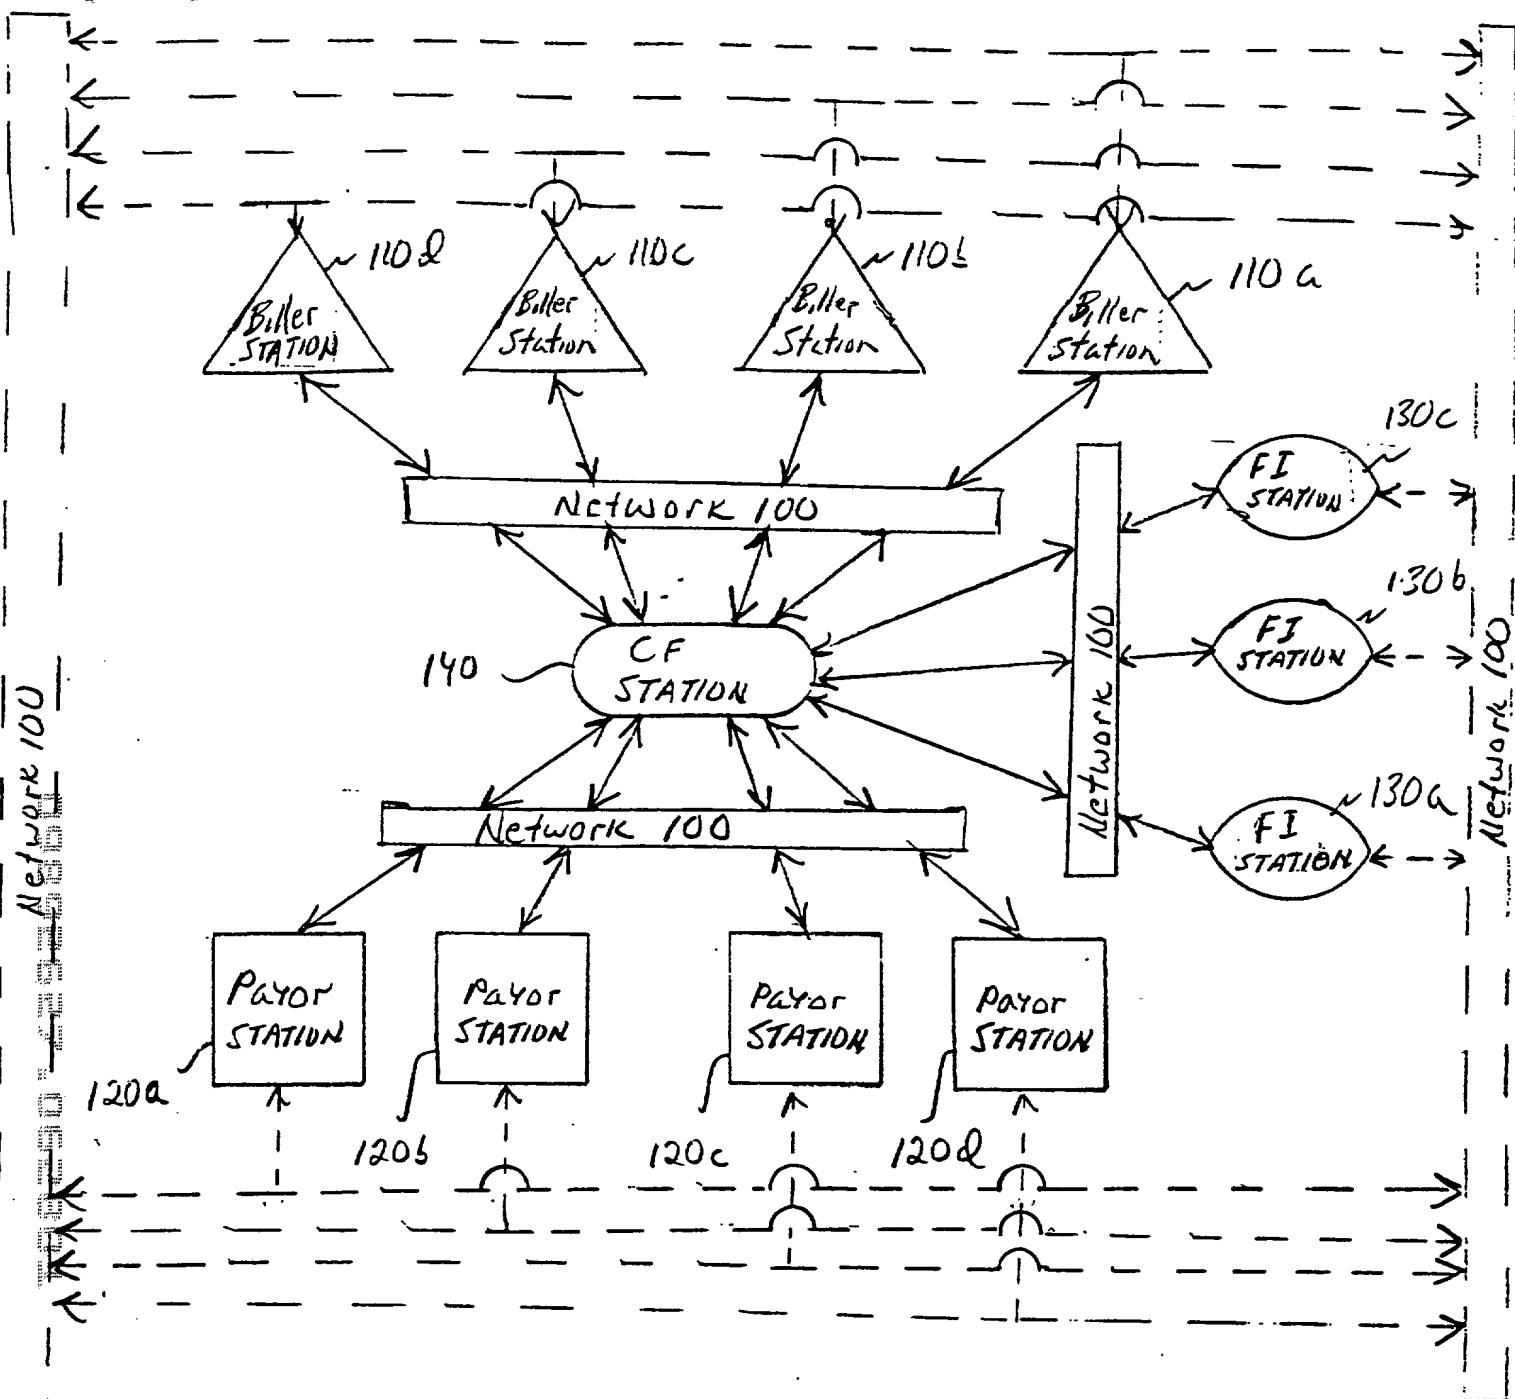 110d
110c
110b
110a
Biller
STATION
Biller
Station
Biller
Station
Biller
Station
130c
FI
STATION
Network 100
130b
FI
STATION
CF
STATION
140
Network 100
Network 100
Network 100
130a
FI
STATION
Network 100
Network 100
Payor
STATION
Payor
STATION
Payor
STATION
Payor
STATION
120a
120b
120c
120d